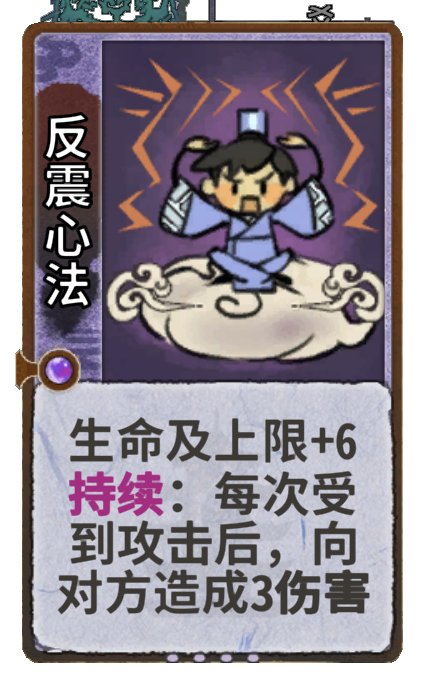 反震心法
生命及上限+6
持续：每次受
到攻击后，向
对方造成3伤害